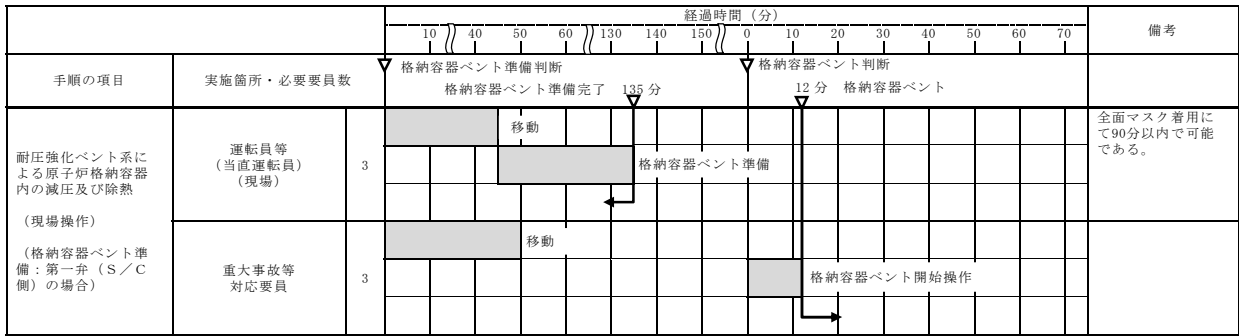 経過時間（分）
備考
10 40 50 60 130 140 150 0 10 20 30 40 50 60 70
手順の項目
実施箇所・必要要員数
格納容器ベント準備判断
格納容器ベント判断
格納容器ベント準備完了 135分
12分 格納容器ベント
耐圧強化ベント系に
よる原子炉格納容器
内の減圧及び除熱
（現場操作）
（格納容器ベント準
備：第一弁（Ｓ／Ｃ
側）の場合）
運転員等
（当直運転員）
（現場）
3
移動
格納容器ベント準備
全面マスク着用に
て90分以内で可能
である。
重大事故等
対応要員
3
移動
格納容器ベント開始操作